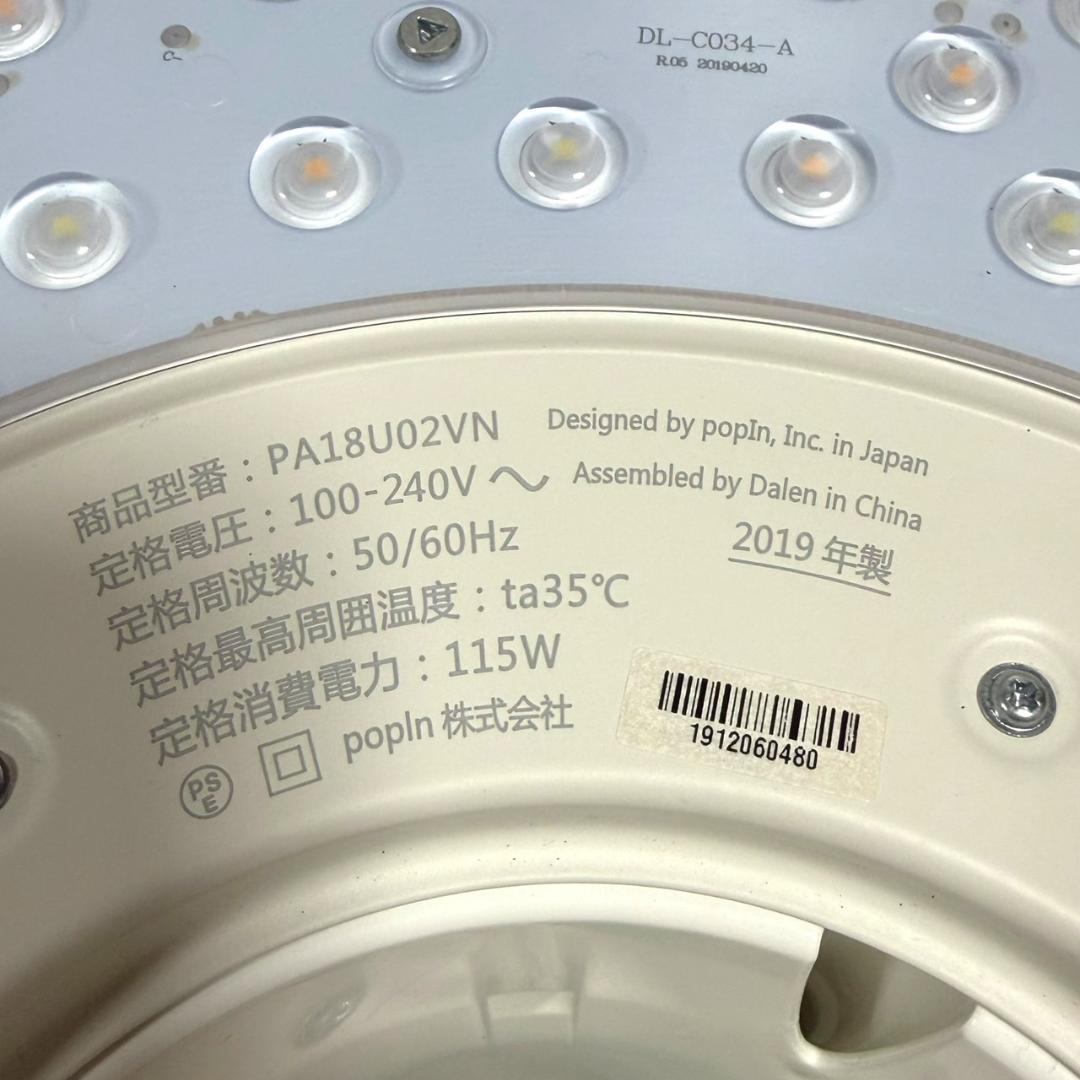 DL-C034-A
R.05 20190420
商品型番：PA18U02VN
定格電圧：100-240V～
定格周波数：50/60Hz
定格最高周囲温度：ta35℃
定格消費電力：115W
PSE popIn 株式会社
Designed by popIn, Inc. in Japan
Assembled by Dalen in China
2019 年製
1912060480